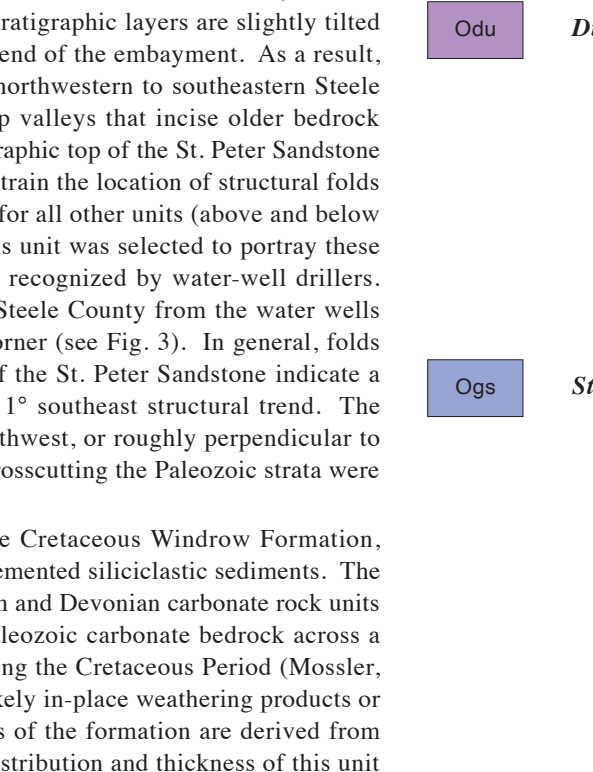 ratigraphic layers are slightly tilted
end of the embayment. As a result,
northwestern to southeastern Steele
p valleys that incise older bedrock
raphic top of the St. Peter Sandstone
train the location of structural folds
for all other units (above and below
s unit was selected to portray these
recognized by water-well drillers.
Steele County from the water wells
orner (see Fig. 3). In general, folds
f the St. Peter Sandstone indicate a
1° southeast structural trend. The
thwest, or roughly perpendicular to
rosscutting the Paleozoic strata were
e Cretaceous Windrow Formation,
emented siliciclastic sediments. The
n and Devonian carbonate rock units
leozoic carbonate bedrock across a
ing the Cretaceous Period (Mossler,
kely in-place weathering products or
s of the formation are derived from
stribution and thickness of this unit
Odu
Du
Ogs
St